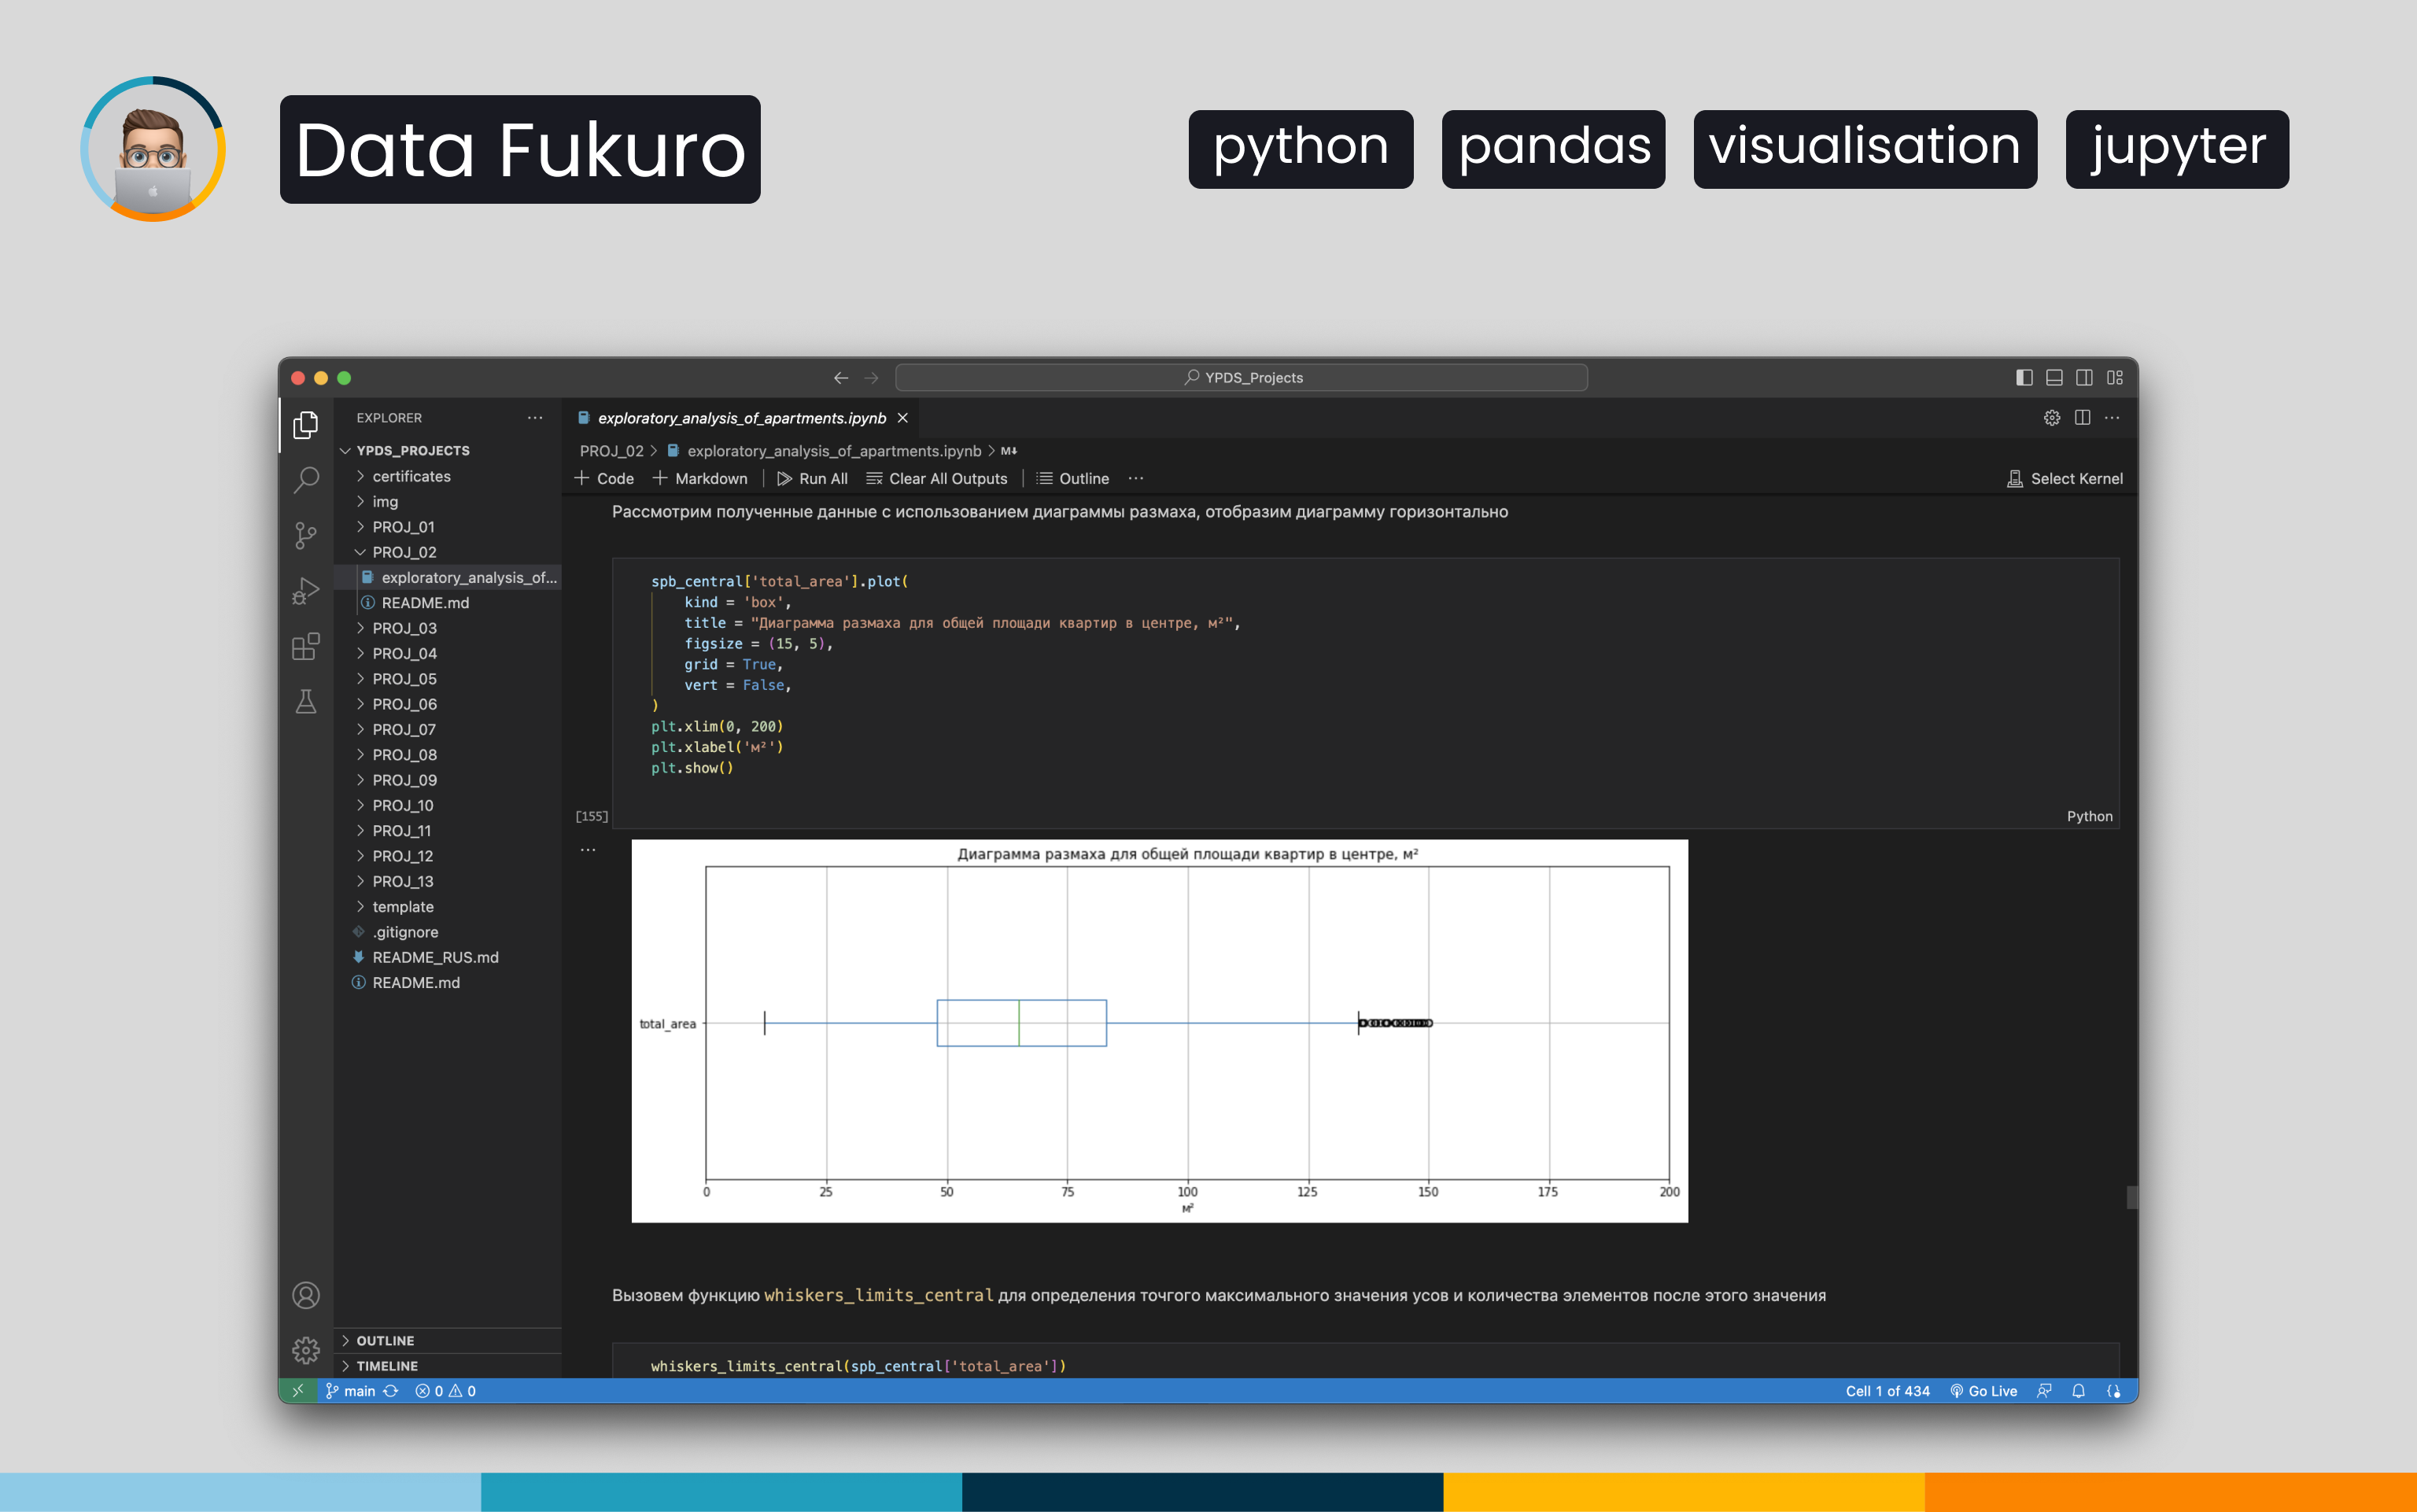 Data Fukuro
python pandas visualisation jupyter
YPDS_Projects
EXPLORER
YPDS_PROJECTS
certificates
img
PROJ_01
PROJ_02
exploratory_analysis_of...
README.md
PROJ_03
PROJ_04
PROJ_05
PROJ_06
PROJ_07
PROJ_08
PROJ_09
PROJ_10
PROJ_11
PROJ_12
PROJ_13
template
.gitignore
README_RUS.md
README.md
OUTLINE
TIMELINE
exploratory_analysis_of_apartments.ipynb
PROJ_02 > exploratory_analysis_of_apartments.ipynb > M↓
+ Code + Markdown Run All Clear All Outputs Outline ... Select Kernel
Рассмотрим полученные данные с использованием диаграммы размаха, отобразим диаграмму горизонтально
spb_central['total_area'].plot(
    kind = 'box',
    title = "Диаграмма размаха для общей площади квартир в центре, м²",
    figsize = (15, 5),
    grid = True,
    vert = False,
)
plt.xlim(0, 200)
plt.xlabel('м²')
plt.show()
[155]
Python
Диаграмма размаха для общей площади квартир в центре, м²
total_area
0 25 50 75 100 125 150 175 200
м²
Вызовем функцию whiskers_limits_central для определения точгого максимального значения усов и количества элементов после этого значения
whiskers_limits_central(spb_central['total_area'])
main 0 0 Cell 1 of 434 Go Live